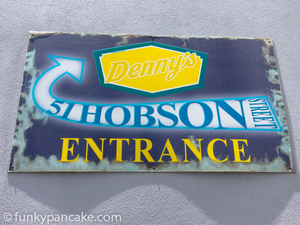 Denny's
51 HOBSON STREET
ENTRANCE
© funkypancake.com